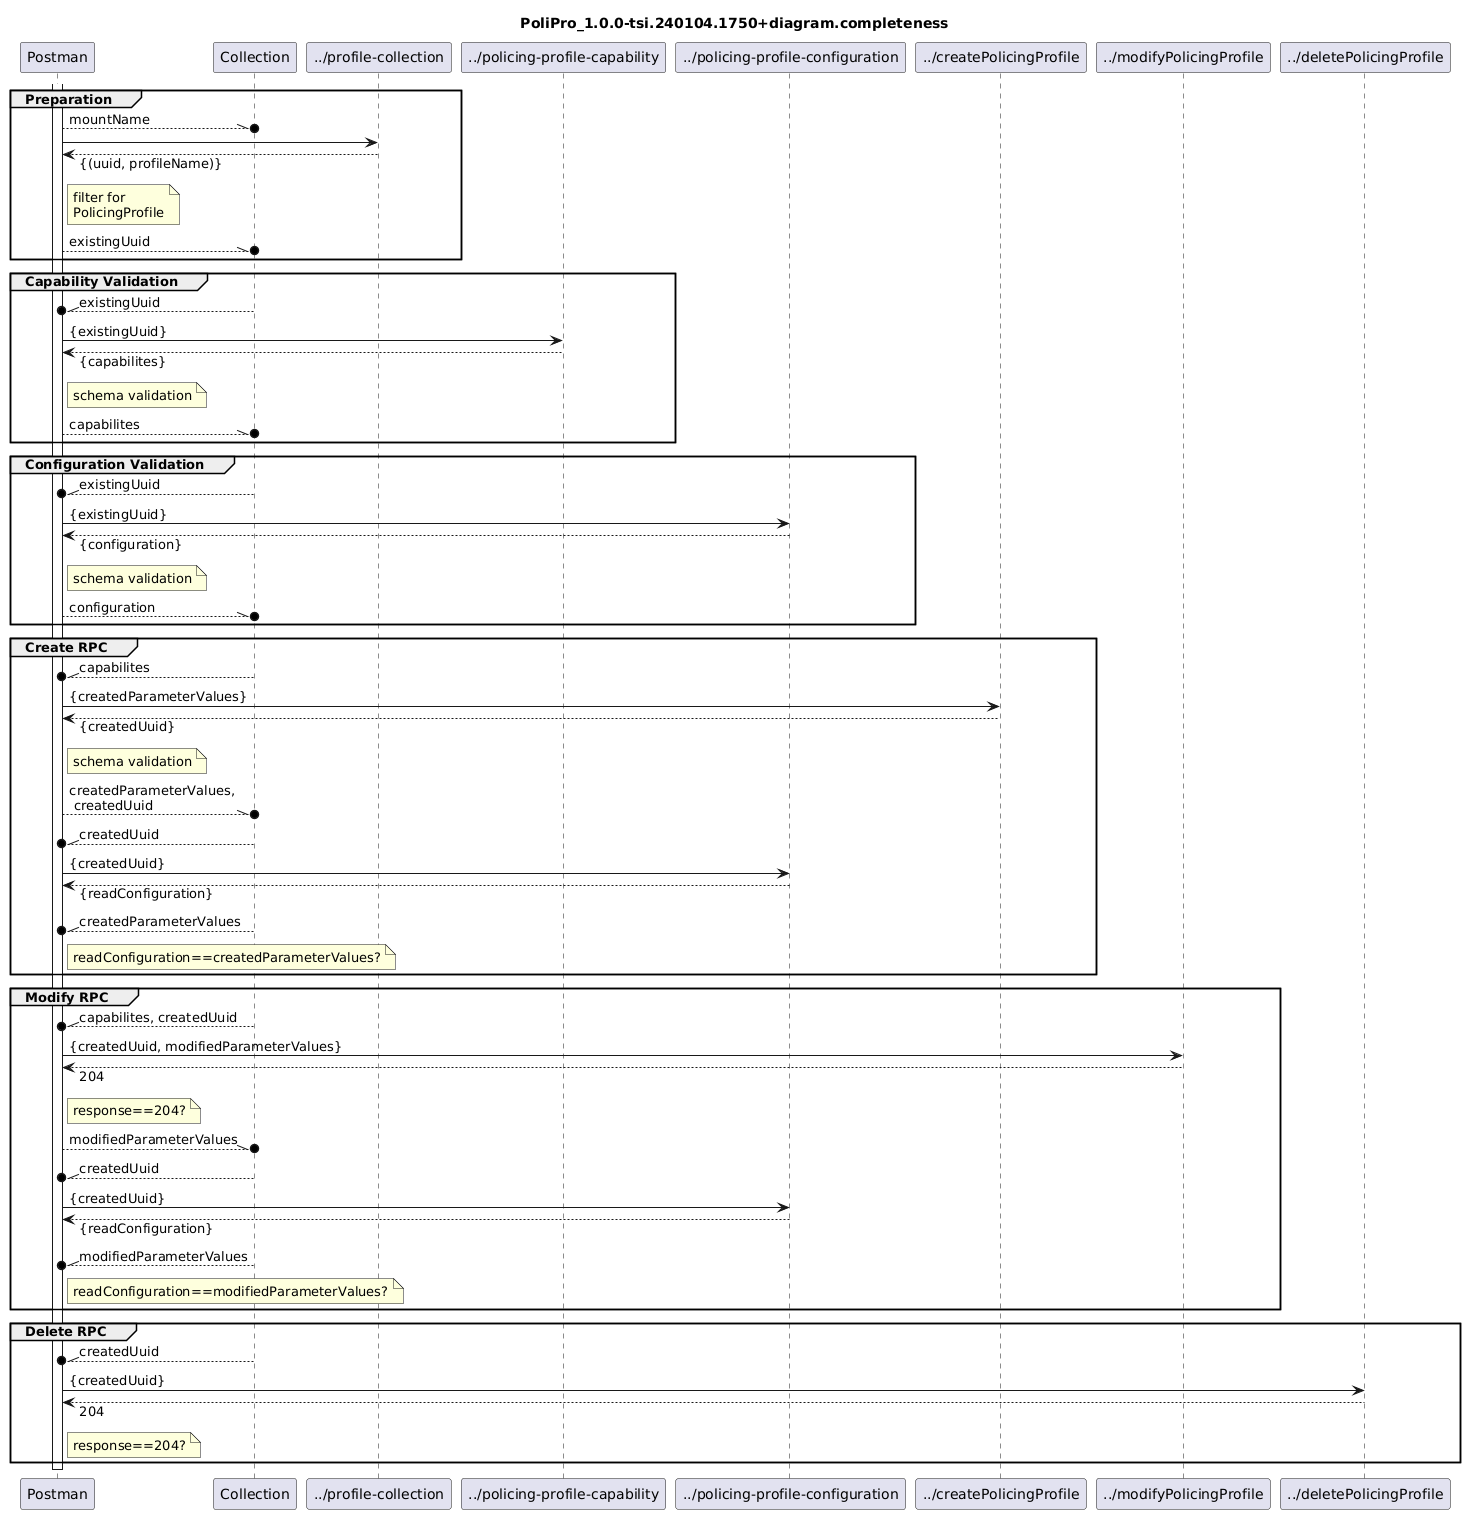 PoliPro_1.0.0-tsi.240104.1750+diagram.completeness
Postman
Collection
../profile-collection
../policing-profile-capability
../policing-profile-configuration
../createPolicingProfile
../modifyPolicingProfile
../deletePolicingProfile
Preparation
mountName
{(uuid, profileName)}
filter for
PolicingProfile
existingUuid
Capability Validation
existingUuid
{existingUuid}
{capabilites}
schema validation
capabilites
Configuration Validation
existingUuid
{existingUuid}
{configuration}
schema validation
configuration
Create RPC
capabilites
{createdParameterValues}
{createdUuid}
schema validation
createdParameterValues,
createdUuid
createdUuid
{createdUuid}
{readConfiguration}
createdParameterValues
readConfiguration==createdParameterValues?
Modify RPC
capabilites, createdUuid
{createdUuid, modifiedParameterValues}
204
response==204?
modifiedParameterValues
createdUuid
{createdUuid}
{readConfiguration}
modifiedParameterValues
readConfiguration==modifiedParameterValues?
Delete RPC
createdUuid
{createdUuid}
204
response==204?
Postman
Collection
../profile-collection
../policing-profile-capability
../policing-profile-configuration
../createPolicingProfile
../modifyPolicingProfile
../deletePolicingProfile